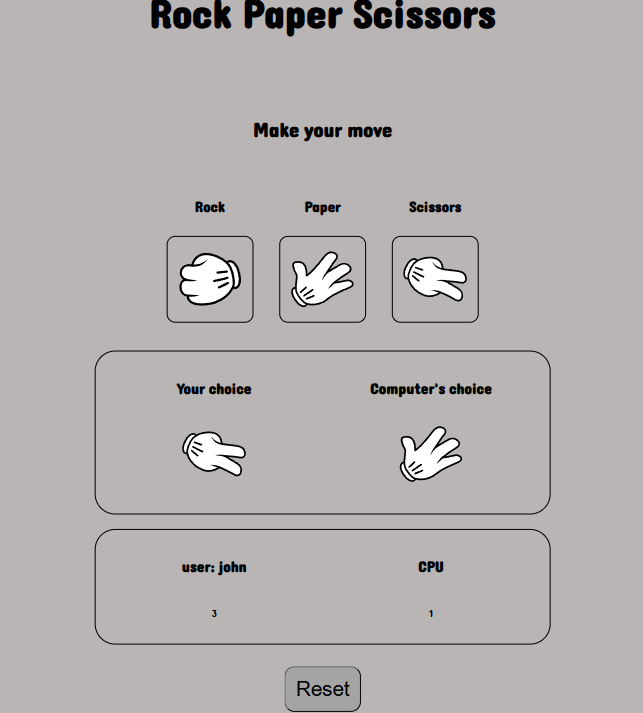 Rock Paper Scissors
Make your move
Rock Paper Scissors
Your choice Computer's choice
user: john CPU
3 1
Reset